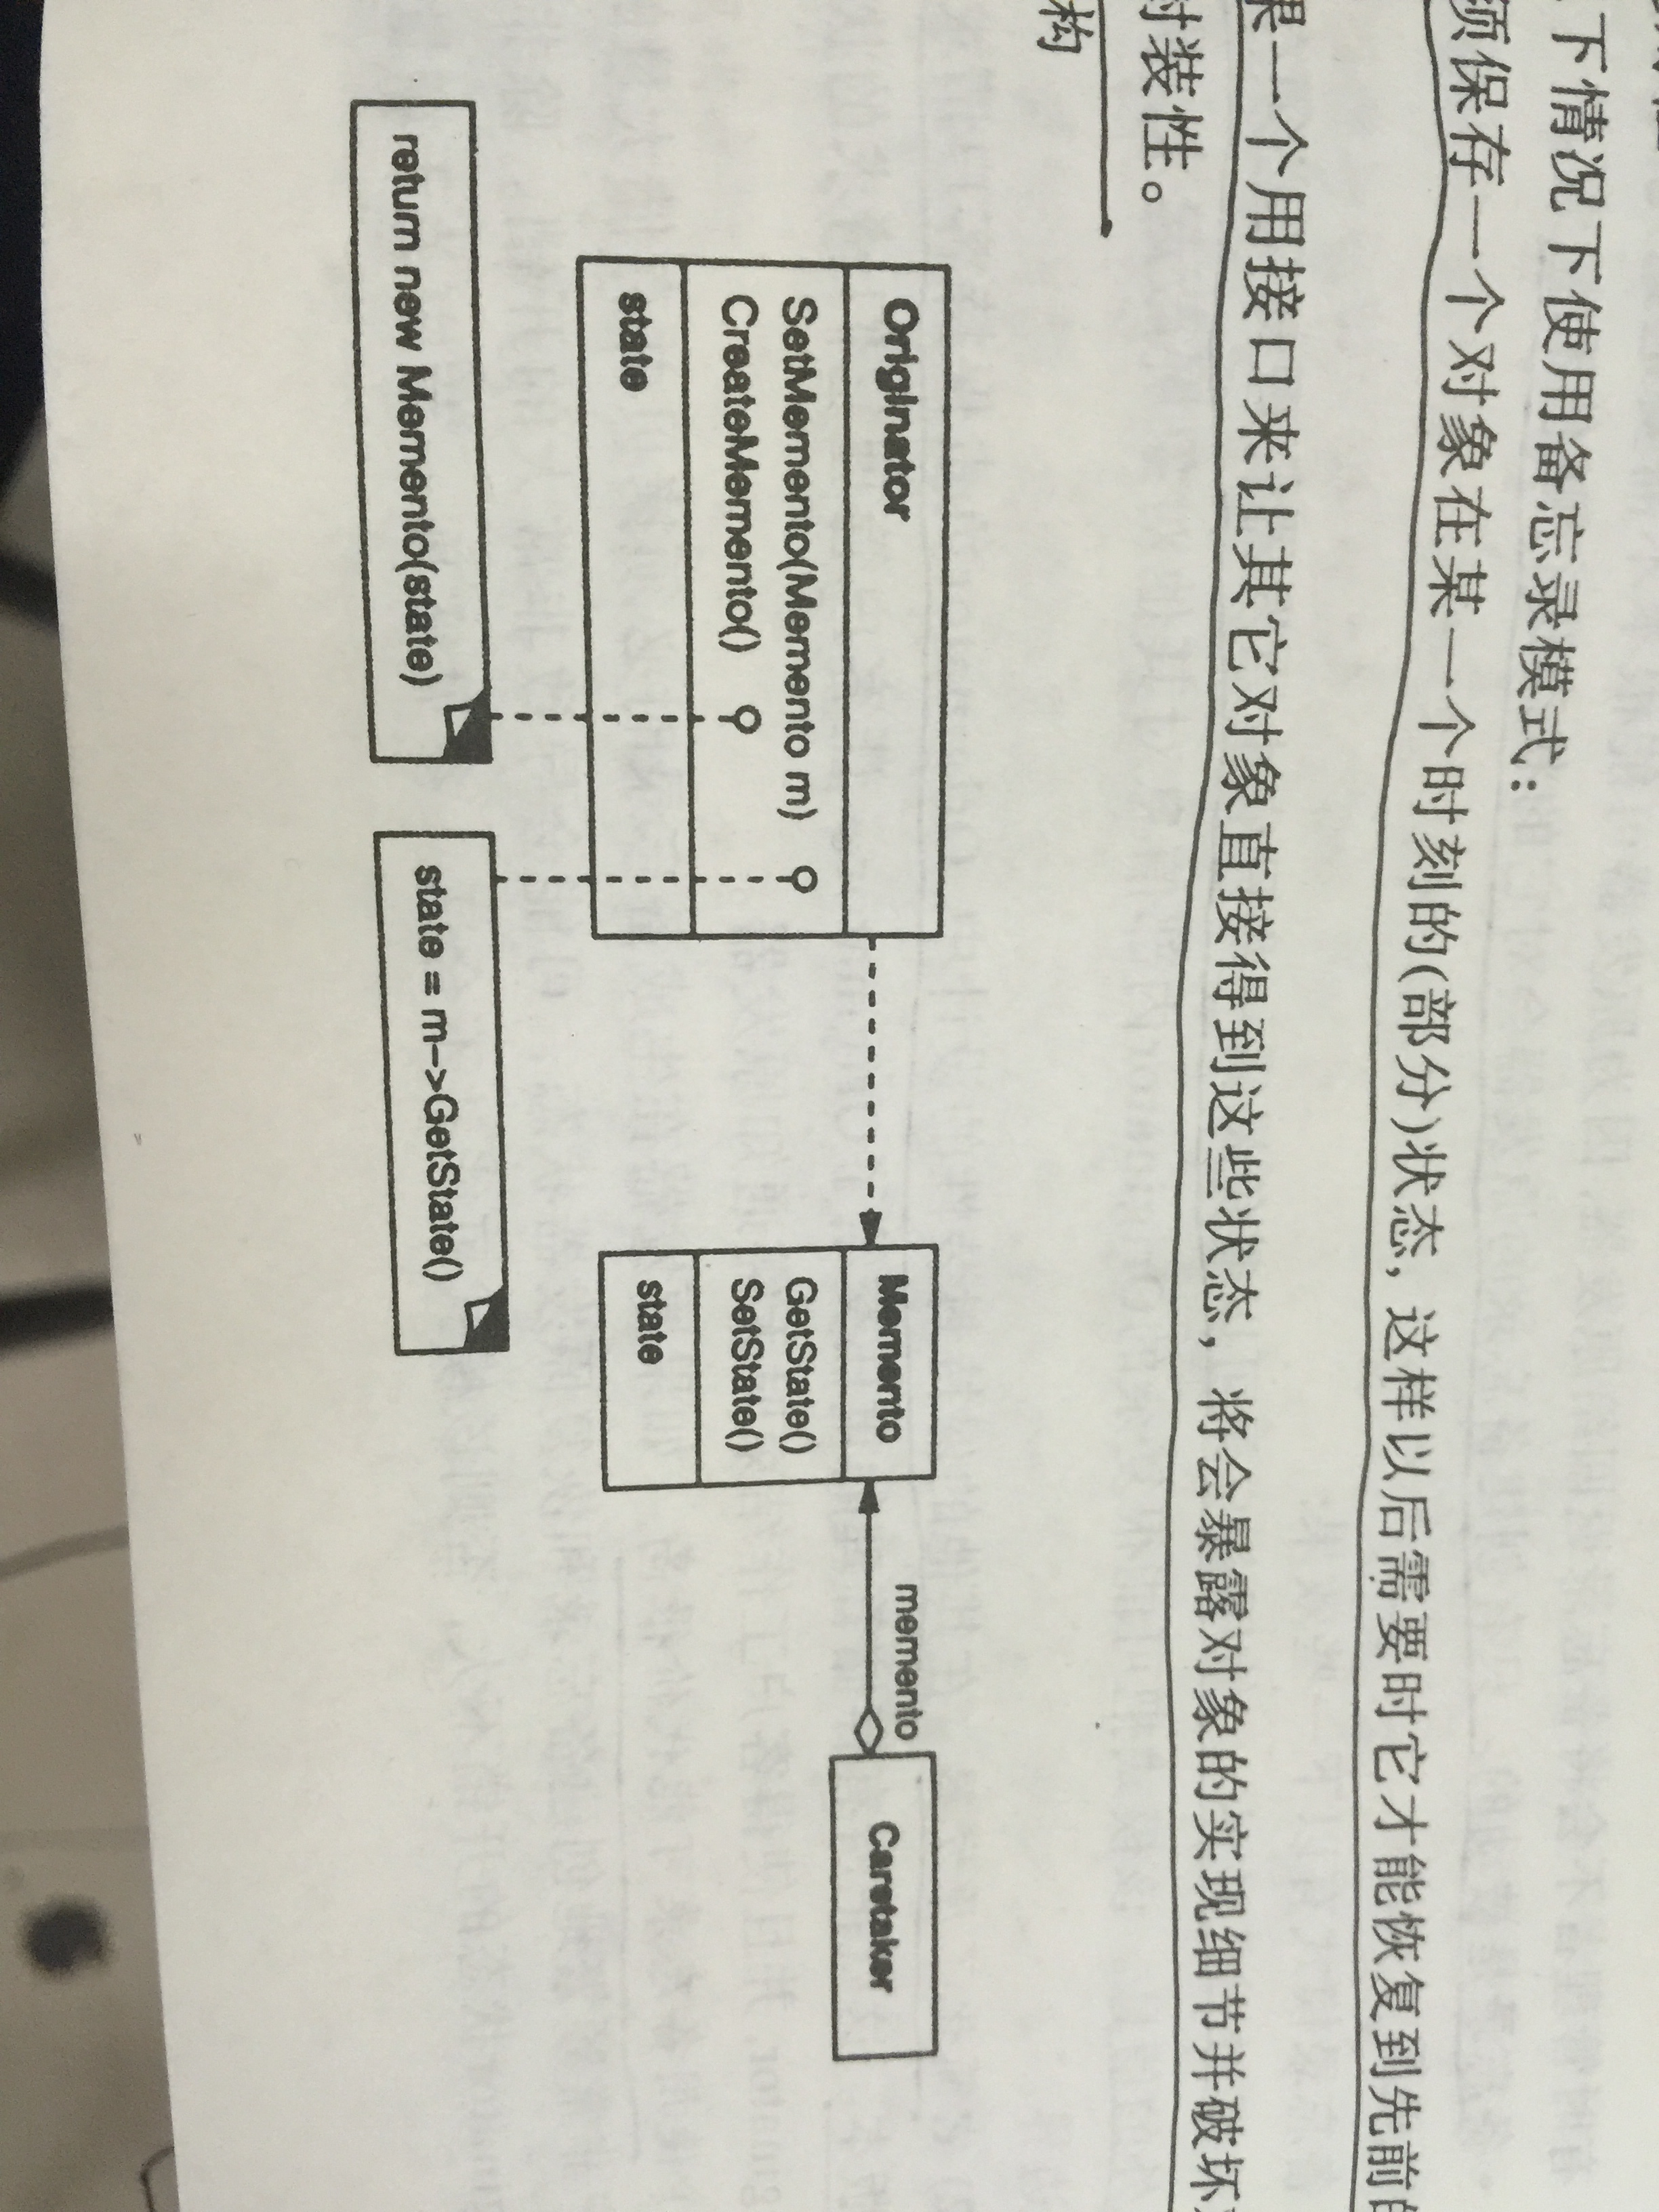 下情况下使用备忘录模式：
须保存一个对象在某一个时刻的(部分)状态, 这样以后需要时它才能恢复到先前的
果一个用接口来让其它对象直接得到这些状态，将会暴露对象的实现细节并破坏
封装性。
构
Originator
SetMemento(Memento m)
CreateMemento()
state
Memento
GetState()
SetState()
state
memento
Caretaker
return new Memento(state)
state = m->GetState()